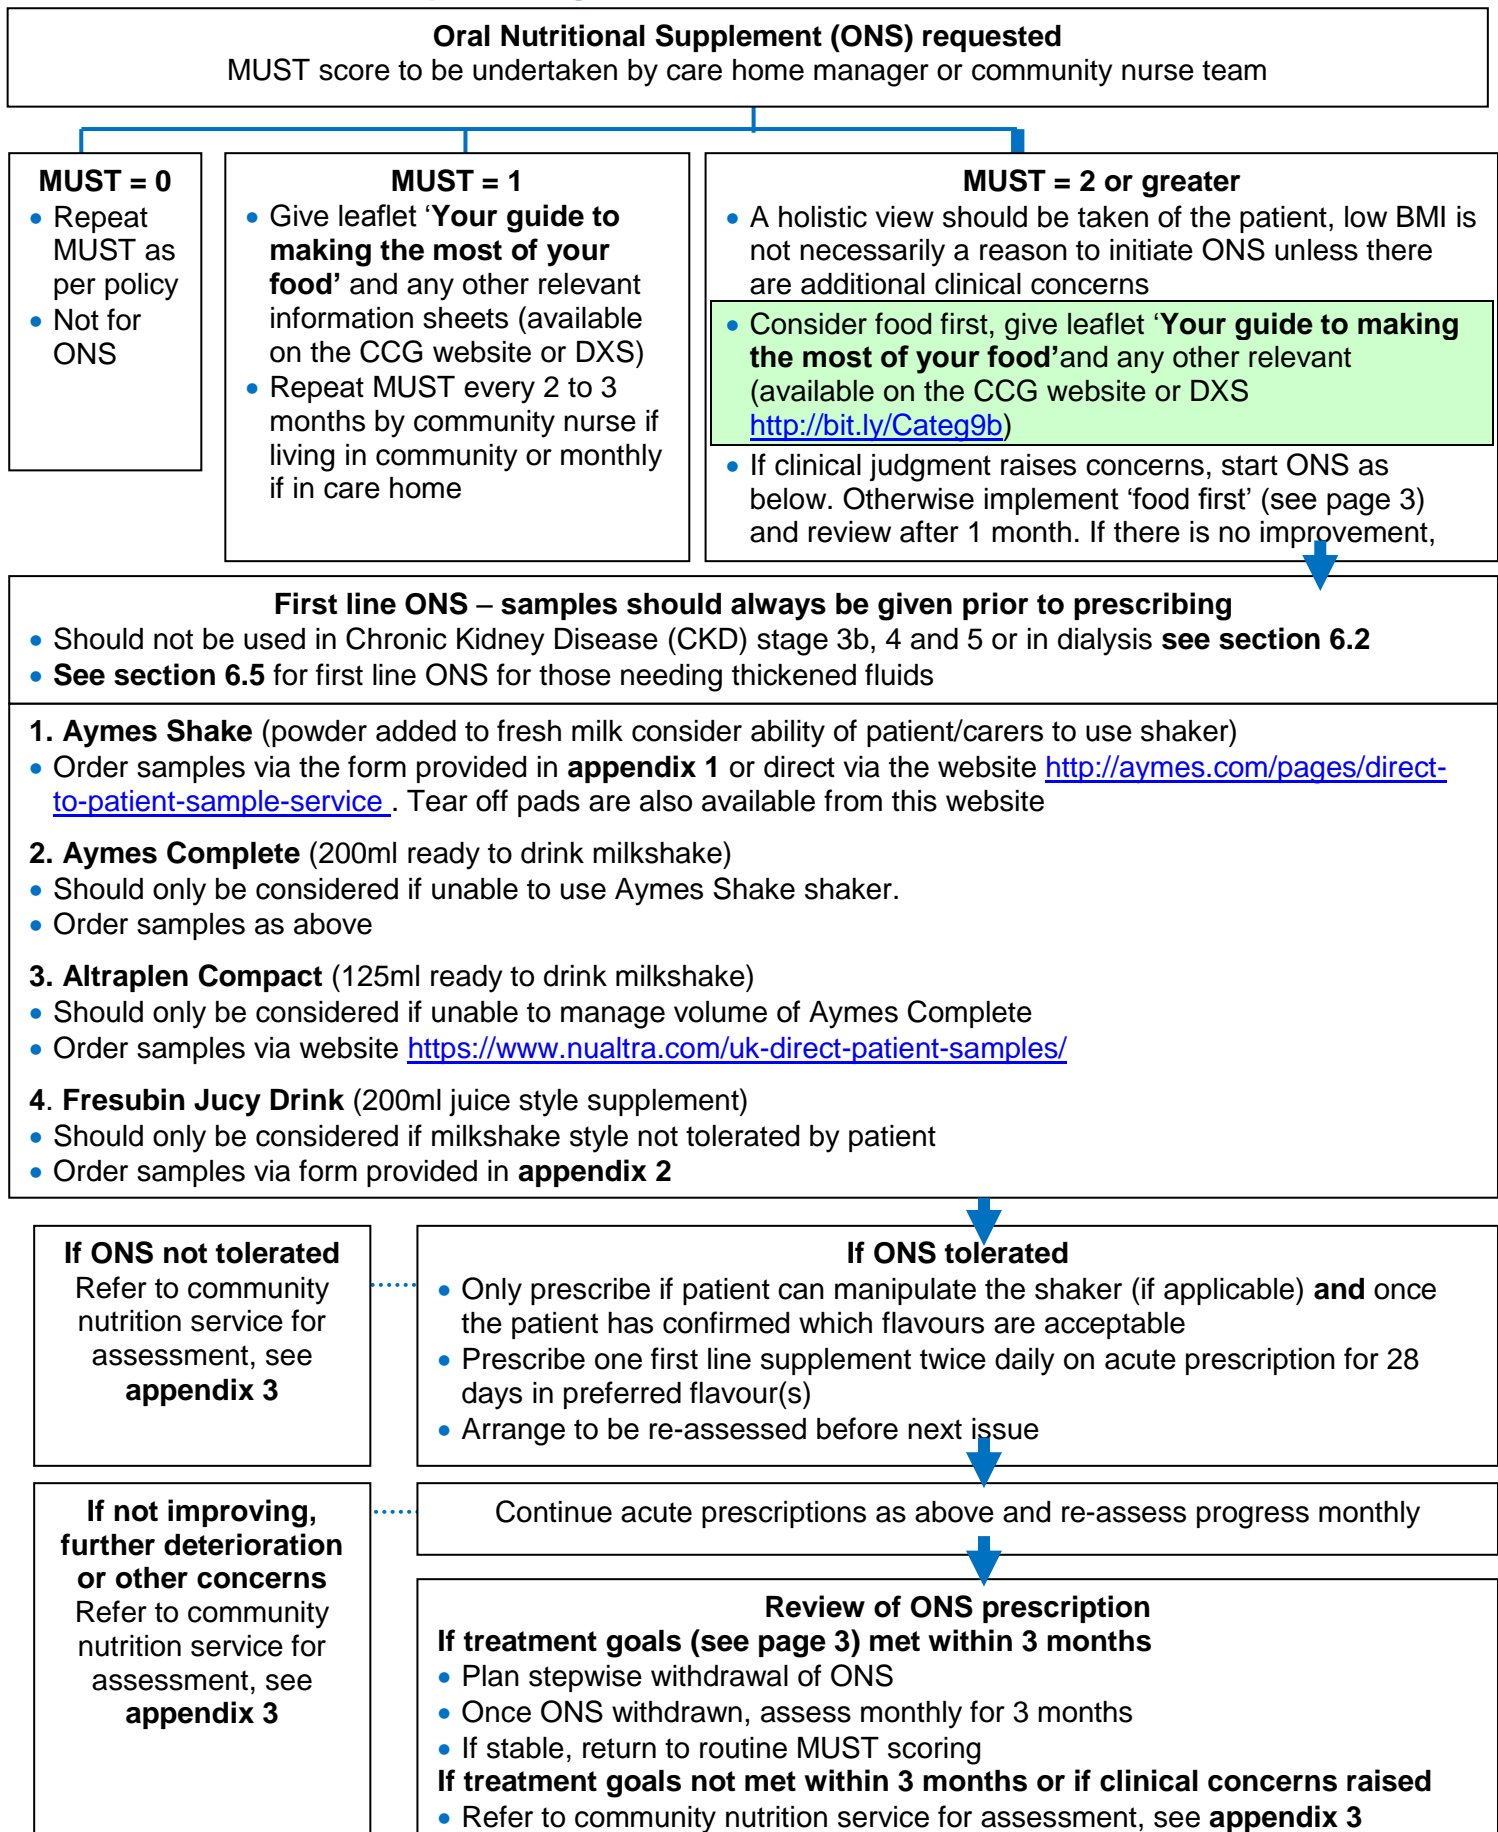 Oral Nutritional Supplement (ONS) requested
MUST score to be undertaken by care home manager or community nurse team
MUST = 0
• Repeat
MUST as
per policy
• Not for
ONS
MUST = 1
• Give leaflet ‘Your guide to
making the most of your
food’ and any other relevant
information sheets (available
on the CCG website or DXS)
• Repeat MUST every 2 to 3
months by community nurse if
living in community or monthly
if in care home
MUST = 2 or greater
• A holistic view should be taken of the patient, low BMI is
not necessarily a reason to initiate ONS unless there
are additional clinical concerns
• Consider food first, give leaflet ‘Your guide to making
the most of your food’and any other relevant
(available on the CCG website or DXS
http://bit.ly/Categ9b)
• If clinical judgment raises concerns, start ONS as
below. Otherwise implement ‘food first’ (see page 3)
and review after 1 month. If there is no improvement,
First line ONS – samples should always be given prior to prescribing
• Should not be used in Chronic Kidney Disease (CKD) stage 3b, 4 and 5 or in dialysis see section 6.2
• See section 6.5 for first line ONS for those needing thickened fluids
1. Aymes Shake (powder added to fresh milk consider ability of patient/carers to use shaker)
• Order samples via the form provided in appendix 1 or direct via the website http://aymes.com/pages/direct-
to-patient-sample-service . Tear off pads are also available from this website
2. Aymes Complete (200ml ready to drink milkshake)
• Should only be considered if unable to use Aymes Shake shaker.
• Order samples as above
3. Altraplen Compact (125ml ready to drink milkshake)
• Should only be considered if unable to manage volume of Aymes Complete
• Order samples via website https://www.nualtra.com/uk-direct-patient-samples/
4. Fresubin Jucy Drink (200ml juice style supplement)
• Should only be considered if milkshake style not tolerated by patient
• Order samples via form provided in appendix 2
If ONS not tolerated
Refer to community
nutrition service for
assessment, see
appendix 3
If ONS tolerated
• Only prescribe if patient can manipulate the shaker (if applicable) and once
the patient has confirmed which flavours are acceptable
• Prescribe one first line supplement twice daily on acute prescription for 28
days in preferred flavour(s)
• Arrange to be re-assessed before next issue
If not improving,
further deterioration
or other concerns
Refer to community
nutrition service for
assessment, see
appendix 3
Continue acute prescriptions as above and re-assess progress monthly
Review of ONS prescription
If treatment goals (see page 3) met within 3 months
• Plan stepwise withdrawal of ONS
• Once ONS withdrawn, assess monthly for 3 months
• If stable, return to routine MUST scoring
If treatment goals not met within 3 months or if clinical concerns raised
• Refer to community nutrition service for assessment, see appendix 3